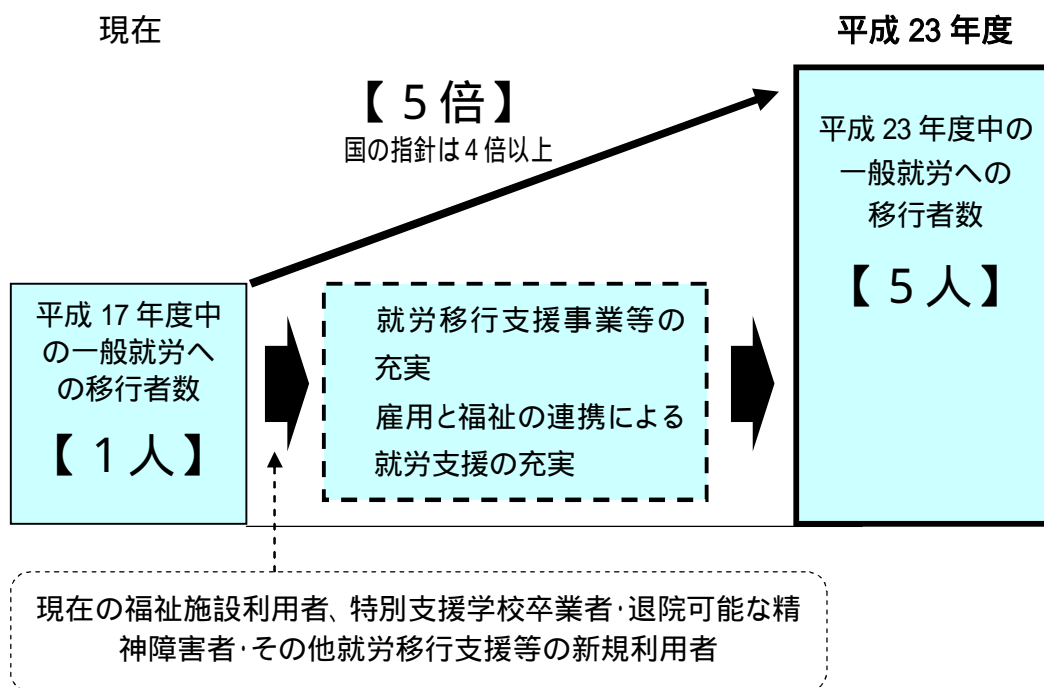 現在
平成 23 年度
【 5 倍 】
国の指針は 4 倍以上
平成 23 年度中の
一般就労への
移行者数
【 5 人 】
平成 17 年度中
の一般就労へ
の移行者数
【 1 人 】
就労移行支援事業等の
充実
雇用と福祉の連携による
就労支援の充実
現在の福祉施設利用者、特別支援学校卒業者・退院可能な精
神障害者・その他就労移行支援等の新規利用者